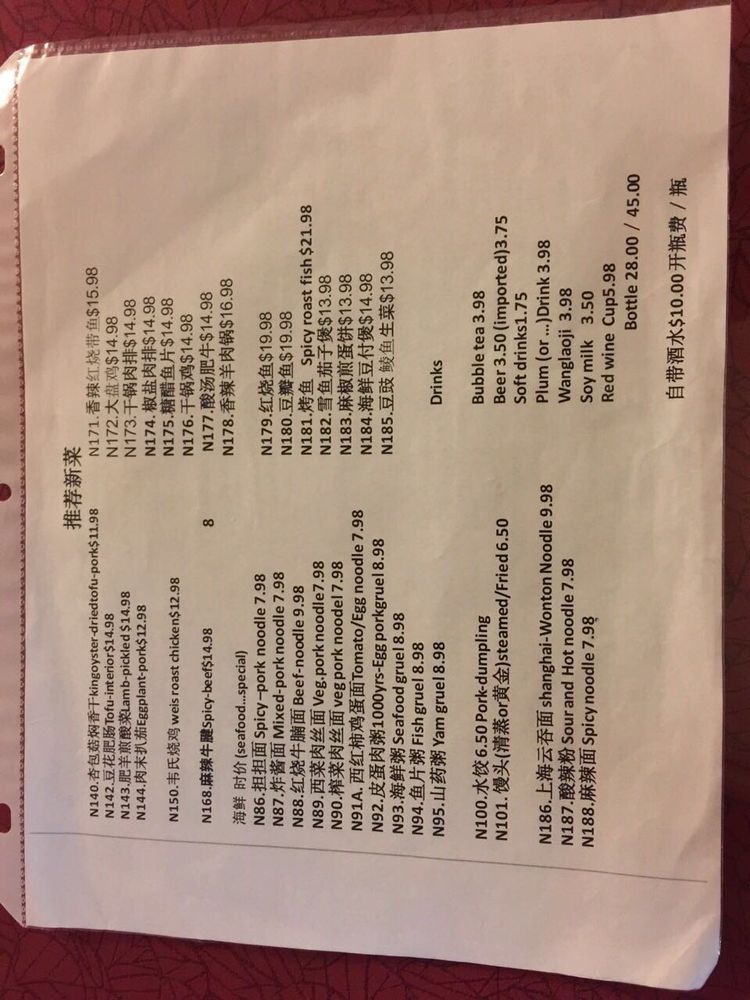 推荐新菜
N140.杏包菇焖香干kingoyster-driedtofu-pork$11.98
N142.豆花肥肠Tofu-interior$14.98
N143.肥羊煎酸菜Lamb-pickled $14.98
N144.肉末扒茄Eggplant-pork$12.98
N150.韦氏烧鸡 weis roast chicken$12.98
N168.麻辣牛腱Spicy-beef$14.98 8
海鲜 时价(seafood...special)
N86.担担面 Spicy –pork noodle 7.98
N87.炸酱面 Mixed-pork noodle 7.98
N88.红烧牛腩面 Beef-noodle 9.98
N89.西菜肉丝面 Veg.pork noodle7.98
N90.榨菜肉丝面 veg pork noodel 7.98
N91A. 西红柿鸡蛋面Tomato/Egg noodle 7.98
N92.皮蛋肉粥1000yrs-Egg porkgruel 8.98
N93.海鲜粥 Seafood gruel 8.98
N94.鱼片粥 Fish gruel 8.98
N95.山药粥 Yam gruel 8.98
N100.水饺 6.50 Pork-dumpling
N101. 馒头(清蒸or黄金)steamed/Fried 6.50
N186.上海云吞面 shanghai-Wonton Noodle 9.98
N187.酸辣粉 Sour and Hot noodle 7.98
N188.麻辣面 Spicy noodle 7.98
N171.香辣红烧带鱼$15.98
N172.大盘鸡$14.98
N173.干锅肉排$14.98
N174.椒盐肉排$14.98
N175.糖醋鱼片$14.98
N176.干锅鸡$14.98
N177.酸汤肥牛$14.98
N178.香辣羊肉锅$16.98
N179.红烧鱼$19.98
N180.豆瓣鱼$19.98
N181.烤鱼 Spicy roast fish $21.98
N182.雪鱼茄子煲$13.98
N183.麻椒煎蛋饼$13.98
N184.海鲜豆付煲$14.98
N185.豆豉 鲮鱼生菜$13.98
Drinks
Bubble tea 3.98
Beer 3.50 (imported)3.75
Soft drinks1.75
Plum (or ...)Drink 3.98
Wanglaoji 3.98
Soy milk 3.50
Red wine Cup5.98
Bottle 28.00 / 45.00
自带酒水$10.00开瓶费 / 瓶